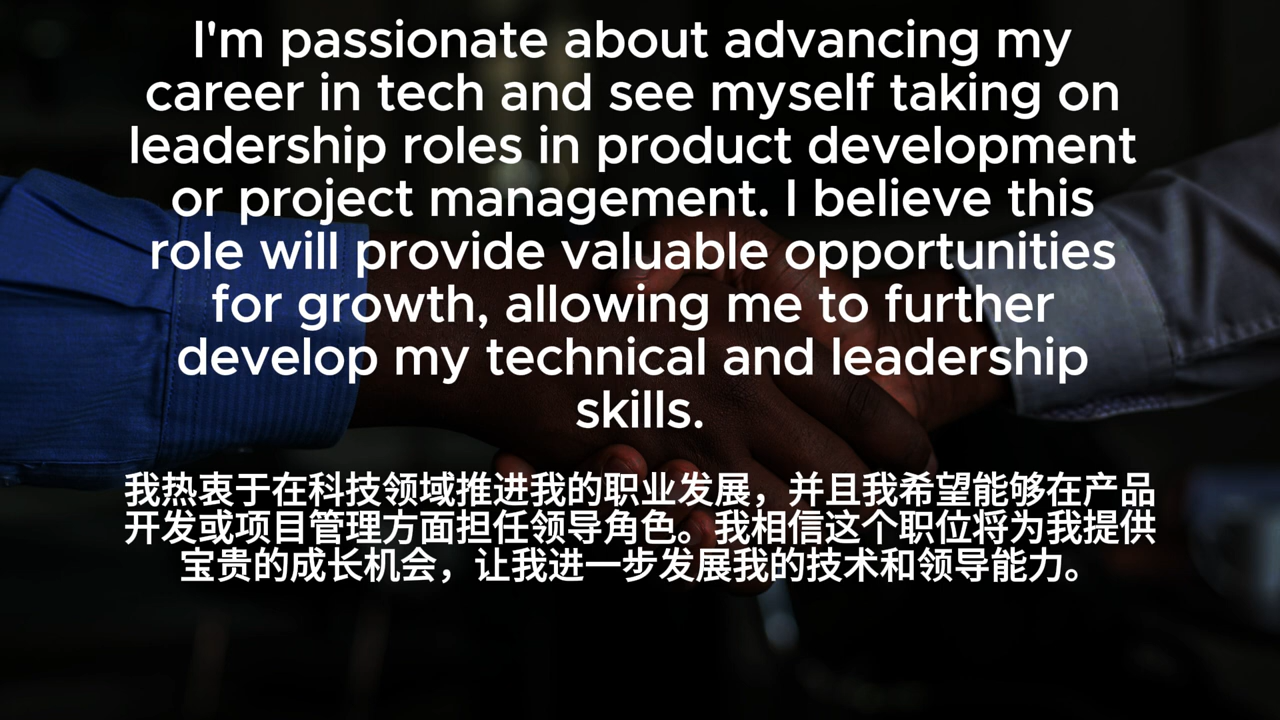 I'm passionate about advancing my
career in tech and see myself taking on
leadership roles in product development
or project management. I believe this
role will provide valuable opportunities
for growth, allowing me to further
develop my technical and leadership
skills.
我热衷于在科技领域推进我的职业发展，并且我希望能够在产品
开发或项目管理方面担任领导角色。我相信这个职位将为我提供
宝贵的成长机会，让我进一步发展我的技术和领导能力。